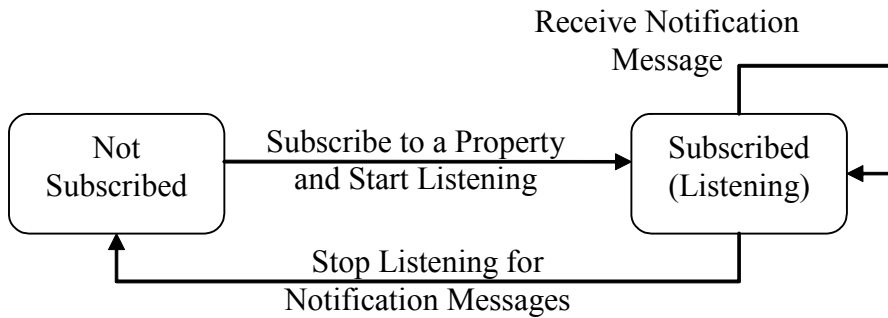 Receive Notification
Message
Not
Subscribed
Subscribe to a Property
and Start Listening
Subscribed
(Listening)
Stop Listening for
Notification Messages